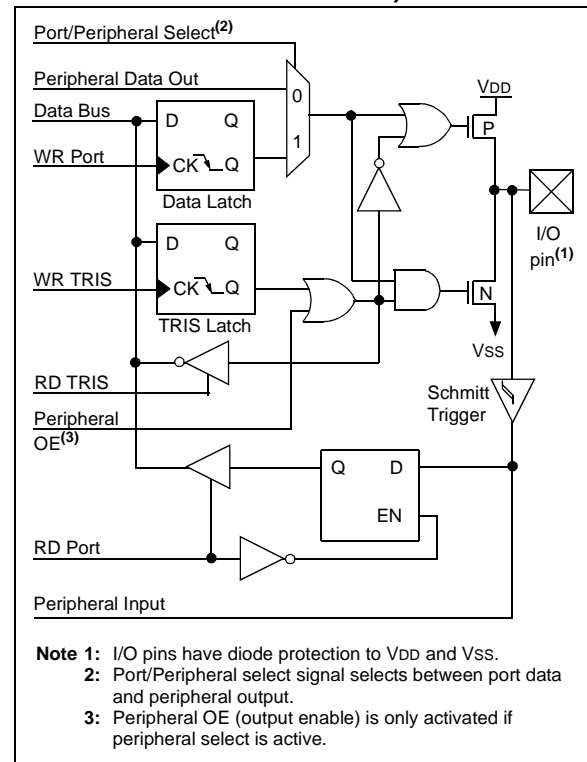 Port/Peripheral Select(2)
Peripheral Data Out
Data Bus
WR Port
D Q
CK Q
Data Latch
0
1
VDD
P
I/O
pin(1)
WR TRIS
D Q
CK Q
TRIS Latch
N
VSS
RD TRIS
Peripheral
OE(3)
Schmitt
Trigger
Q D
EN
RD Port
Peripheral Input
Note 1: I/O pins have diode protection to VDD and VSS.
2: Port/Peripheral select signal selects between port data
and peripheral output.
3: Peripheral OE (output enable) is only activated if
peripheral select is active.